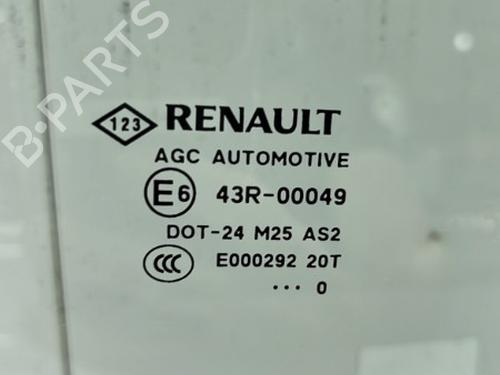 B-PARTS
123 RENAULT
AGC AUTOMOTIVE
E6 43R-00049
DOT-24 M25 AS2
CCC E000292 20T
... 0